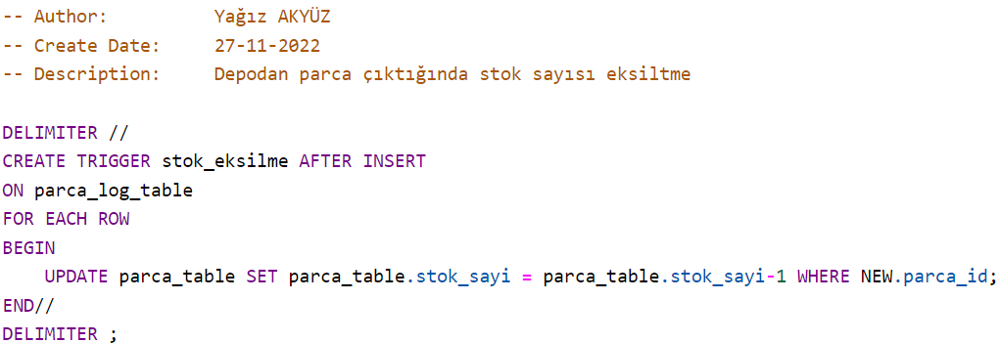 -- Author: Yağız AKYÜZ
-- Create Date: 27-11-2022
-- Description: Depodan parca çıktığında stok sayısı eksiltme
DELIMITER //
CREATE TRIGGER stok_eksilme AFTER INSERT
ON parca_log_table
FOR EACH ROW
BEGIN
UPDATE parca_table SET parca_table.stok_sayi = parca_table.stok_sayi-1 WHERE NEW.parca_id;
END//
DELIMITER ;